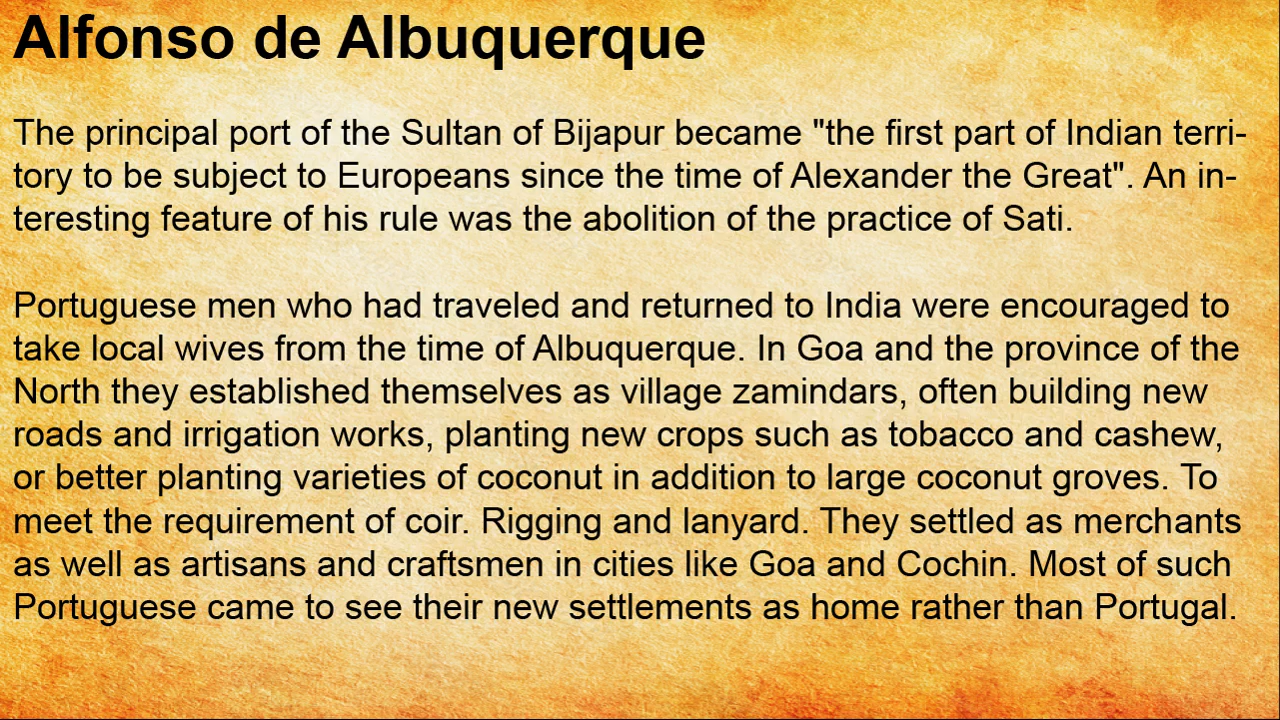 Alfonso de Albuquerque
The principal port of the Sultan of Bijapur became "the first part of Indian terri-
tory to be subject to Europeans since the time of Alexander the Great". An in-
teresting feature of his rule was the abolition of the practice of Sati.
Portuguese men who had traveled and returned to India were encouraged to
take local wives from the time of Albuquerque. In Goa and the province of the
North they established themselves as village zamindars, often building new
roads and irrigation works, planting new crops such as tobacco and cashew,
or better planting varieties of coconut in addition to large coconut groves. To
meet the requirement of coir. Rigging and lanyard. They settled as merchants
as well as artisans and craftsmen in cities like Goa and Cochin. Most of such
Portuguese came to see their new settlements as home rather than Portugal.